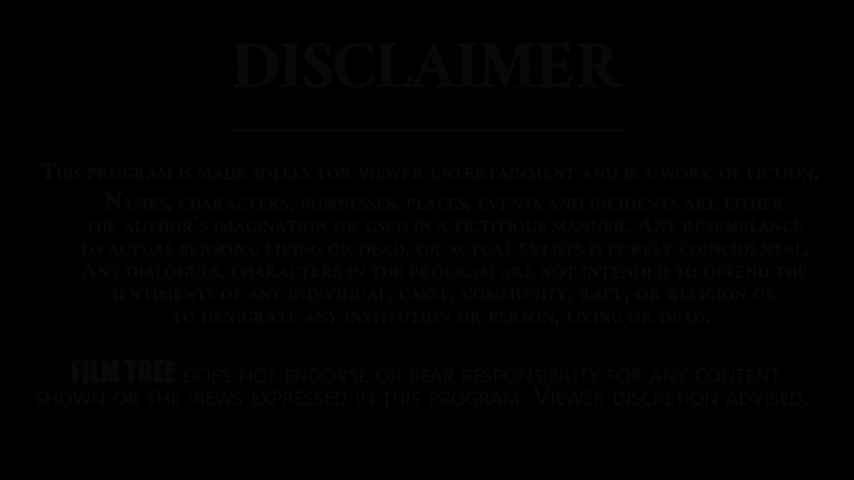 DISCLAIMER
THIS PROGRAM IS MADE SOLELY FOR VIEWER ENTERTAINMENT AND IS A WORK OF FICTION.
NAMES, CHARACTERS, BUSINESSES, PLACES, EVENTS AND INCIDENTS ARE EITHER
THE AUTHOR'S IMAGINATION OR USED IN A FICTITIOUS MANNER. ANY RESEMBLANCE
TO ACTUAL PERSONS, LIVING OR DEAD, OR ACTUAL EVENTS IS PURELY COINCIDENTAL.
ANY DIALOGUES, CHARACTERS IN THE PROGRAM ARE NOT INTENDED TO OFFEND THE
SENTIMENTS OF ANY INDIVIDUAL, CASTE, COMMUNITY, RACE, OR RELIGION OR
TO DENIGRATE ANY INSTITUTION OR PERSON, LIVING OR DEAD.
FILM TREE DOES NOT ENDORSE OR BEAR RESPONSIBILITY FOR ANY CONTENT
SHOWN OR THE VIEWS EXPRESSED IN THIS PROGRAM. VIEWER DISCRETION ADVISED.